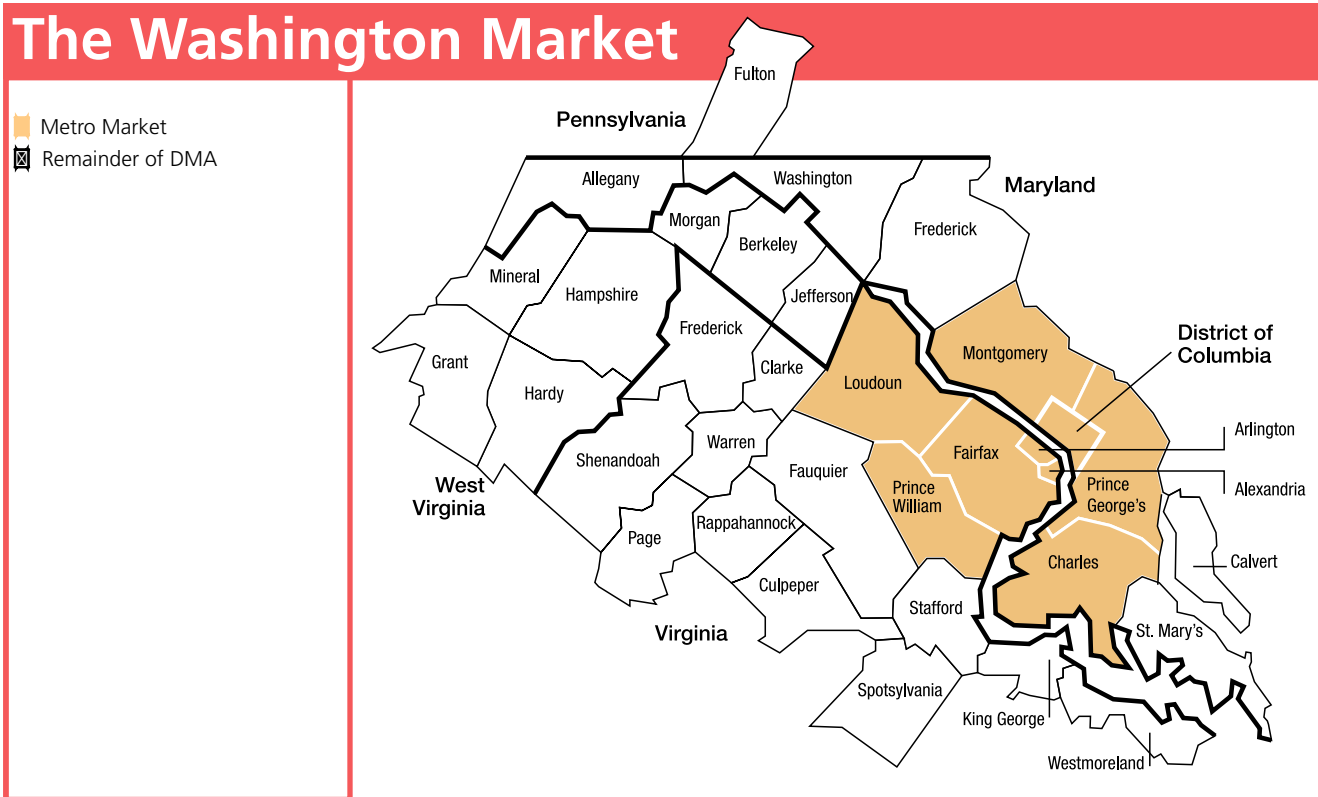 The Washington Market
Metro Market
Remainder of DMA
Fulton
Pennsylvania
Allegany
Washington
Maryland
Morgan
Frederick
Berkeley
Mineral
Hampshire
Jefferson
Frederick
District of
Columbia
Montgomery
Grant
Clarke
Loudoun
Hardy
Arlington
Warren
Fairfax
Shenandoah
Fauquier
West
Virginia
Prince
William
Prince
George’s
Alexandria
Rappahannock
Page
Charles
Calvert
Culpeper
Stafford
Virginia
St. Mary’s
Spotsylvania
King George
Westmoreland